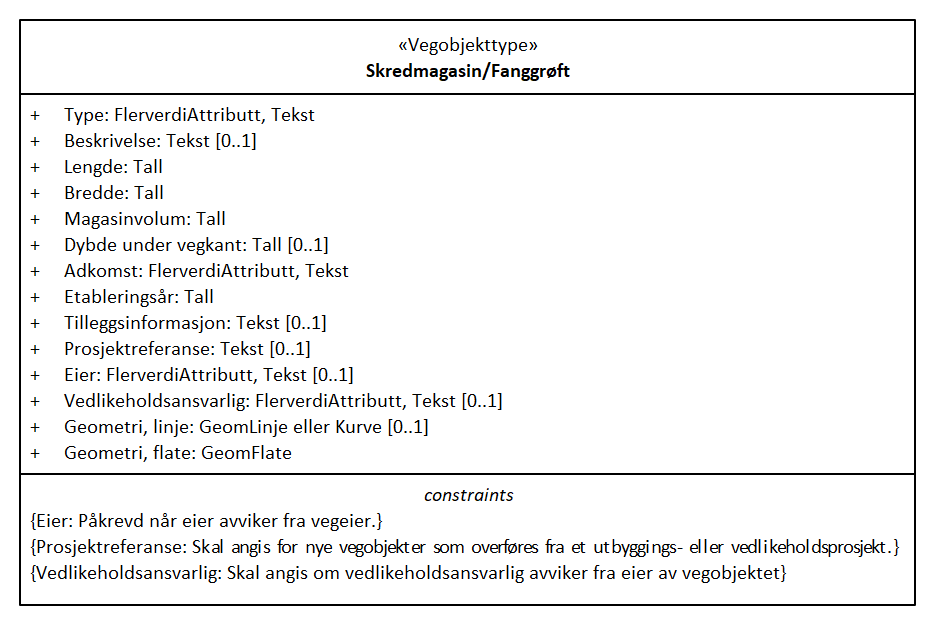 «Vegobjekttype»
Skredmagasin/Fanggrøft
+ Type: FlerverdiAttributt, Tekst
+ Beskrivelse: Tekst [0..1]
+ Lengde: Tall
+ Bredde: Tall
+ Magasinvolum: Tall
+ Dybde under vegkant: Tall [0..1]
+ Adkomst: FlerverdiAttributt, Tekst
+ Etableringsår: Tall
+ Tilleggsinformasjon: Tekst [0..1]
+ Prosjektreferanse: Tekst [0..1]
+ Eier: FlerverdiAttributt, Tekst [0..1]
+ Vedlikeholdsansvarlig: FlerverdiAttributt, Tekst [0..1]
+ Geometri, linje: GeomLinje eller Kurve [0..1]
+ Geometri, flate: GeomFlate
constraints
{Eier: Påkrevd når eier avviker fra vegeier.}
{Prosjektreferanse: Skal angis for nye vegobjekter som overføres fra et utbyggings- eller vedlikeholdsprosjekt.}
{Vedlikeholdsansvarlig: Skal angis om vedlikeholdsansvarlig avviker fra eier av vegobjektet}